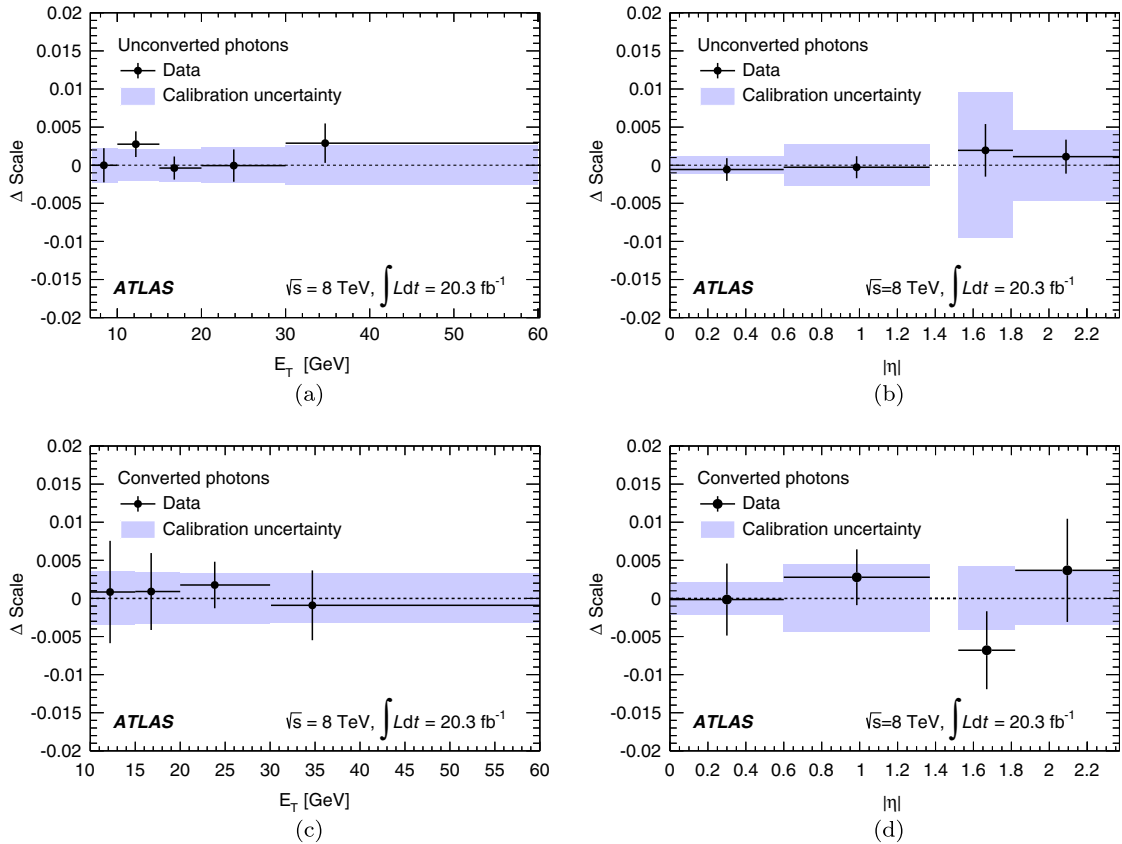 0.02
0.015
0.01
0.005
0
-0.005
-0.01
-0.015
-0.02
Δ Scale
Unconverted photons
Data
Calibration uncertainty
ATLAS
√s = 8 TeV, ∫ Ldt = 20.3 fb⁻¹
10 20 30 40 50 60
E_T [GeV]
(a)
0.02
0.015
0.01
0.005
0
-0.005
-0.01
-0.015
-0.02
Δ Scale
Unconverted photons
Data
Calibration uncertainty
ATLAS
√s=8 TeV, ∫ Ldt = 20.3 fb⁻¹
0 0.2 0.4 0.6 0.8 1 1.2 1.4 1.6 1.8 2 2.2
|η|
(b)
0.02
0.015
0.01
0.005
0
-0.005
-0.01
-0.015
-0.02
Δ Scale
Converted photons
Data
Calibration uncertainty
ATLAS
√s = 8 TeV, ∫ Ldt = 20.3 fb⁻¹
10 15 20 25 30 35 40 45 50 55 60
E_T [GeV]
(c)
0.02
0.015
0.01
0.005
0
-0.005
-0.01
-0.015
-0.02
Δ Scale
Converted photons
Data
Calibration uncertainty
ATLAS
√s=8 TeV, ∫ Ldt = 20.3 fb⁻¹
0 0.2 0.4 0.6 0.8 1 1.2 1.4 1.6 1.8 2 2.2
|η|
(d)